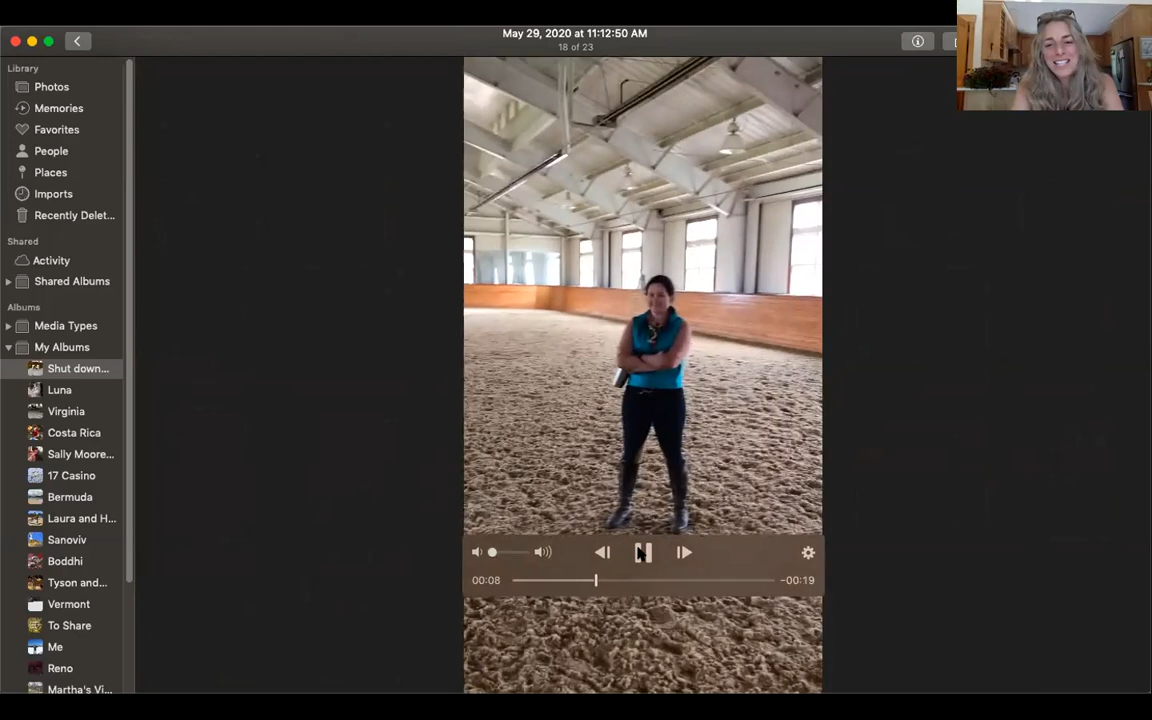 May 29, 2020 at 11:12:50 AM
18 of 23
Library
Photos
Memories
Favorites
People
Places
Imports
Recently Delet...
Shared
Activity
Shared Albums
Albums
Media Types
My Albums
Shut down...
Luna
Virginia
Costa Rica
Sally Moore...
17 Casino
Bermuda
Laura and H...
Sanoviv
Boddhi
Tyson and...
Vermont
To Share
Me
Reno
Martha's Vi...
00:08
-00:19